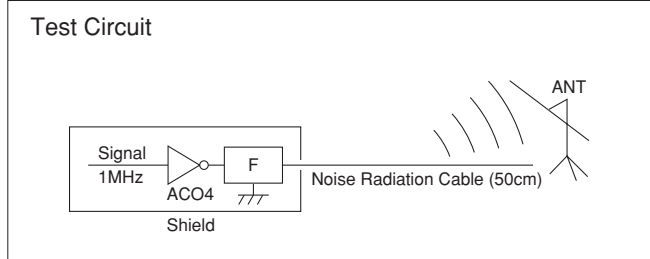 Test Circuit
ANT
Signal
1MHz
F
ACO4
Noise Radiation Cable (50cm)
Shield